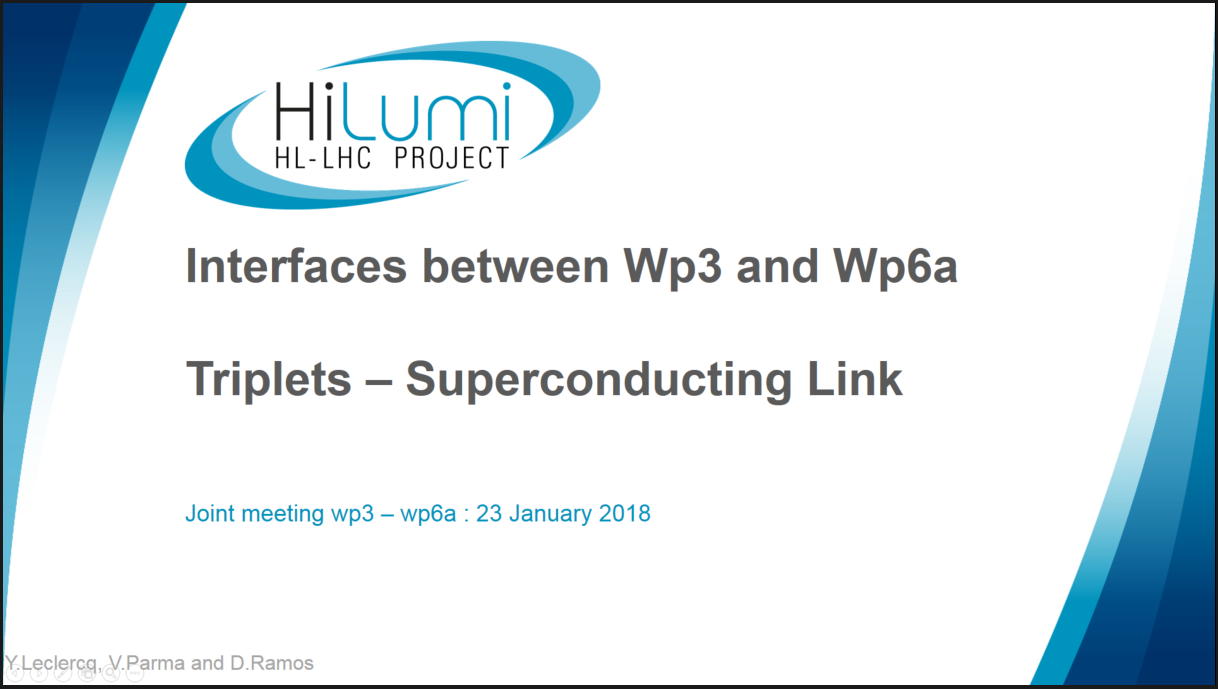 HiLumi
HL-LHC PROJECT
Interfaces between Wp3 and Wp6a
Triplets – Superconducting Link
Joint meeting wp3 – wp6a : 23 January 2018
Y.Leclercq, V.Parma and D.Ramos